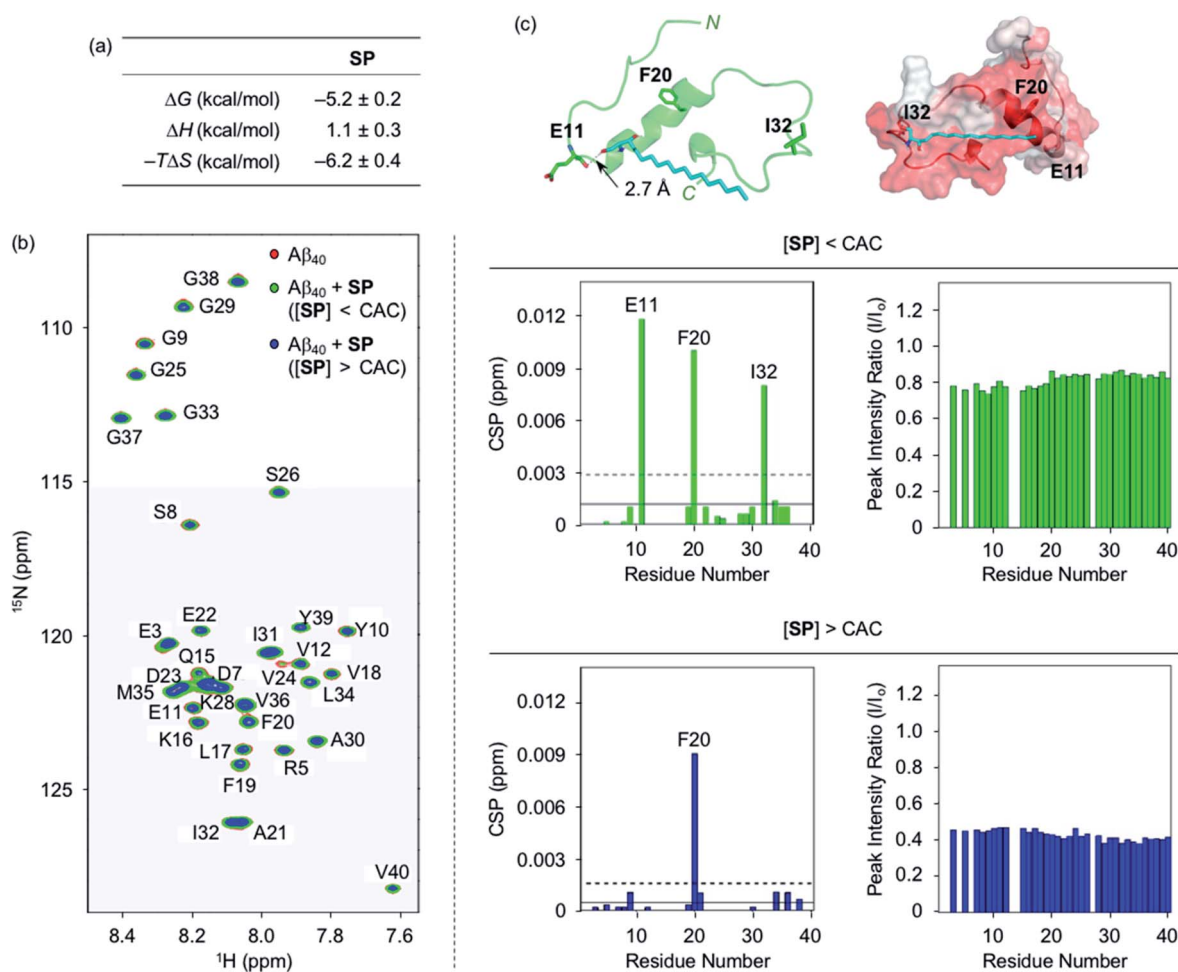 (a)
SP
ΔG (kcal/mol) –5.2 ± 0.2
ΔH (kcal/mol) 1.1 ± 0.3
–TΔS (kcal/mol) –6.2 ± 0.4
(c)
N
F20
E11
I32
2.7 Å
C
F20
I32
E11
(b)
107
110
115
120
125
¹⁵N (ppm)
Aβ₄₀
Aβ₄₀ + SP
([SP] < CAC)
Aβ₄₀ + SP
([SP] > CAC)
G38
G29
G9
G25
G33
G37
S26
S8
E22
Y39
Y10
E3
I31
Q15
V12
D23
D7
V24
V18
M35
K28
L34
E11
V36
F20
K16
A30
L17
R5
F19
I32
A21
V40
8.4 8.2 8.0 7.8 7.6
¹H (ppm)
[SP] < CAC
CSP (ppm)
0.012
0.009
0.006
0.003
0
E11
F20
I32
10 20 30 40
Residue Number
Peak Intensity Ratio (I/Iₒ)
1.2
1.0
0.8
0.6
0.4
0.2
0
10 20 30 40
Residue Number
[SP] > CAC
CSP (ppm)
0.012
0.009
0.006
0.003
0
F20
10 20 30 40
Residue Number
Peak Intensity Ratio (I/Iₒ)
1.2
1.0
0.8
0.6
0.4
0.2
0
10 20 30 40
Residue Number